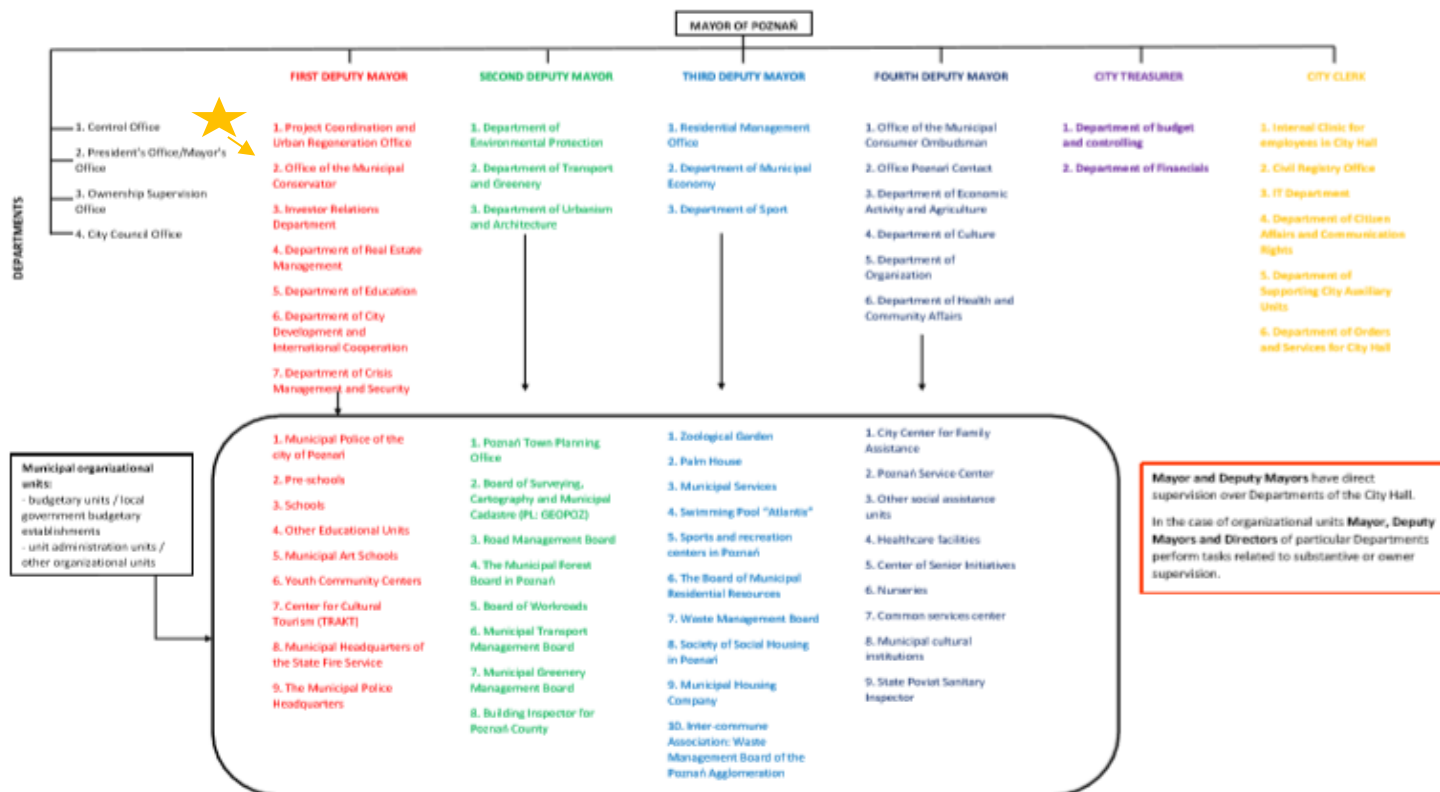 MAYOR OF POZNAŃ
DEPARTMENTS
1. Control Office
2. President's Office/Mayor's
Office
3. Ownership Supervision
Office
4. City Council Office
FIRST DEPUTY MAYOR
1. Project Coordination and
Urban Regeneration Office
2. Office of the Municipal
Conservator
3. Investor Relations
Department
4. Department of Real Estate
Management
5. Department of Education
6. Department of City
Development and
International Cooperation
7. Department of Crisis
Management and Security
SECOND DEPUTY MAYOR
1. Department of
Environmental Protection
2. Department of Transport
and Greenery
3. Department of Urbanism
and Architecture
THIRD DEPUTY MAYOR
1. Residential Management
Office
2. Department of Municipal
Economy
3. Department of Sport
FOURTH DEPUTY MAYOR
1. Office of the Municipal
Consumer Ombudsman
2. Office Poznań Contact
3. Department of Economic
Activity and Agriculture
4. Department of Culture
5. Department of
Organization
6. Department of Health and
Community Affairs
CITY TREASURER
1. Department of budget
and controlling
2. Department of Financials
CITY CLERK
1. Internal Clinic for
employees in City Hall
2. Civil Registry Office
3. IT Department
4. Department of Citizen
Affairs and Communication
Rights
5. Department of
Supporting City Auxiliary
Units
6. Department of Orders
and Services for City Hall
Municipal organizational
units:
- budgetary units / local
government budgetary
establishments
- unit administration units /
other organizational units
1. Municipal Police of the
city of Poznań
2. Pre-schools
3. Schools
4. Other Educational Units
5. Municipal Art Schools
6. Youth Community Centers
7. Center for Cultural
Tourism (TRAKT)
8. Municipal Headquarters of
the State Fire Service
9. The Municipal Police
Headquarters
1. Poznań Town Planning
Office
2. Board of Surveying,
Cartography and Municipal
Cadastre (PL: GEOPOZ)
3. Road Management Board
4. The Municipal Forest
Board in Poznań
5. Board of Workroads
6. Municipal Transport
Management Board
7. Municipal Greenery
Management Board
8. Building Inspector for
Poznań County
1. Zoological Garden
2. Palm House
3. Municipal Services
4. Swimming Pool "Atlantis"
5. Sports and recreation
centers in Poznań
6. The Board of Municipal
Residential Resources
7. Waste Management Board
8. Society of Social Housing
in Poznań
9. Municipal Housing
Company
10. Inter-commune
Association: Waste
Management Board of the
Poznań Agglomeration
1. City Center for Family
Assistance
2. Poznań Service Center
3. Other social assistance
units
4. Healthcare facilities
5. Center of Senior Initiatives
6. Nurseries
7. Common services center
8. Municipal cultural
institutions
9. State Poviat Sanitary
Inspector
Mayor and Deputy Mayors have direct
supervision over Departments of the City Hall.
In the case of organizational units Mayor, Deputy
Mayors and Directors of particular Departments
perform tasks related to substantive or owner
supervision.